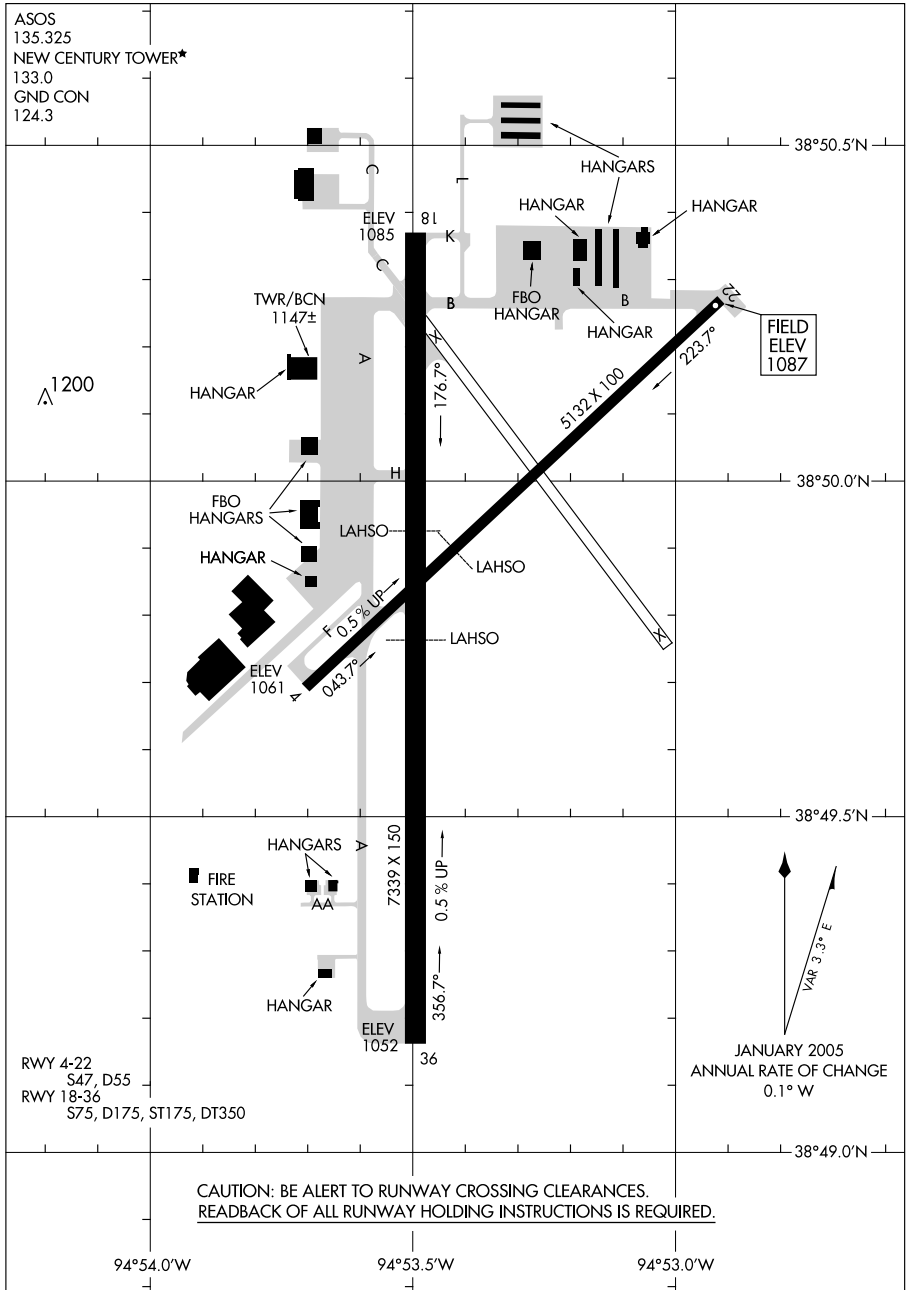 ASOS
135.325
NEW CENTURY TOWER★
133.0
GND CON
124.3
38°50.5'N
C
L
HANGARS
HANGAR
HANGAR
ELEV
1085
18
K
C
TWR/BCN
1147±
B
FBO
HANGAR
B
HANGAR
22
FIELD
ELEV
1087
A
X
176.7°
223.7°
5132 X 100
HANGAR
1200
H
38°50.0'N
FBO
HANGARS
LAHSO
LAHSO
HANGAR
F
0.5% UP
LAHSO
X
ELEV
1061
4
043.7°
38°49.5'N
A
7339 X 150
0.5% UP
HANGARS
FIRE
STATION
AA
356.7°
HANGAR
ELEV
1052
36
VAR 3.3° E
JANUARY 2005
ANNUAL RATE OF CHANGE
0.1° W
RWY 4-22
S47, D55
RWY 18-36
S75, D175, ST175, DT350
38°49.0'N
CAUTION: BE ALERT TO RUNWAY CROSSING CLEARANCES.
READBACK OF ALL RUNWAY HOLDING INSTRUCTIONS IS REQUIRED.
94°54.0'W
94°53.5'W
94°53.0'W